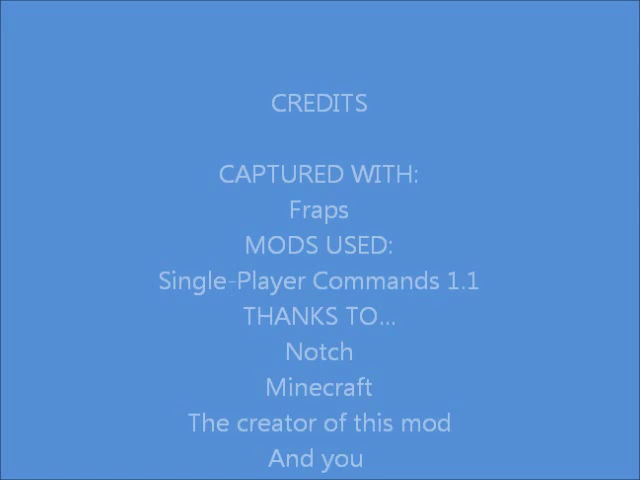 CREDITS
CAPTURED WITH:
Fraps
MODS USED:
Single-Player Commands 1.1
THANKS TO...
Notch
Minecraft
The creator of this mod
And you